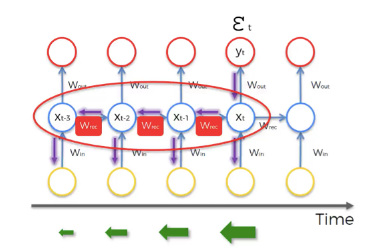 ε t
yt
Wout Wout Wout Wout Wout
Xt-3 Wrec Xt-2 Wrec Xt-1 Wrec Xt Wrec
Win Win Win Win Win
Time